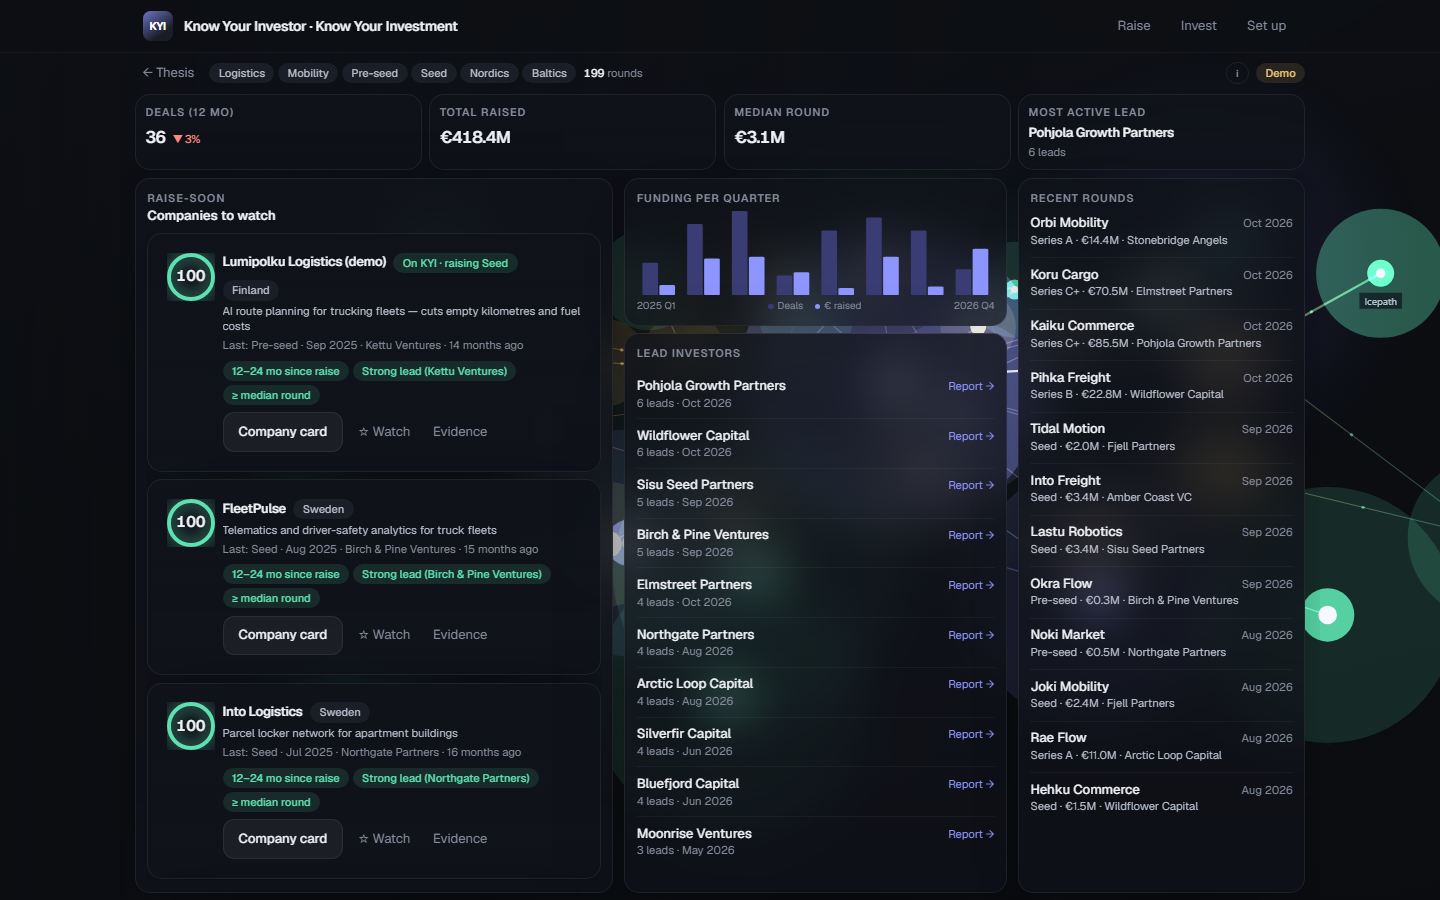 KYI Know Your Investor · Know Your Investment Raise Invest Set up
← Thesis Logistics Mobility Pre-seed Seed Nordics Baltics 199 rounds i Demo
DEALS (12 MO)
36 ▼3%
TOTAL RAISED
€418.4M
MEDIAN ROUND
€3.1M
MOST ACTIVE LEAD
Pohjola Growth Partners
6 leads
RAISE-SOON
Companies to watch
100
Lumipolku Logistics (demo) On KYI · raising Seed
Finland
AI route planning for trucking fleets — cuts empty kilometres and fuel
costs
Last: Pre-seed · Sep 2025 · Kettu Ventures · 14 months ago
12–24 mo since raise Strong lead (Kettu Ventures)
≥ median round
Company card ☆ Watch Evidence
100
FleetPulse Sweden
Telematics and driver-safety analytics for truck fleets
Last: Seed · Aug 2025 · Birch & Pine Ventures · 15 months ago
12–24 mo since raise Strong lead (Birch & Pine Ventures)
≥ median round
Company card ☆ Watch Evidence
100
Into Logistics Sweden
Parcel locker network for apartment buildings
Last: Seed · Jul 2025 · Northgate Partners · 16 months ago
12–24 mo since raise Strong lead (Northgate Partners)
≥ median round
Company card ☆ Watch Evidence
FUNDING PER QUARTER
2025 Q1 Deals € raised 2026 Q4
LEAD INVESTORS
Pohjola Growth Partners Report →
6 leads · Oct 2026
Wildflower Capital Report →
6 leads · Oct 2026
Sisu Seed Partners Report →
5 leads · Sep 2026
Birch & Pine Ventures Report →
5 leads · Sep 2026
Elmstreet Partners Report →
4 leads · Oct 2026
Northgate Partners Report →
4 leads · Aug 2026
Arctic Loop Capital Report →
4 leads · Aug 2026
Silverfir Capital Report →
4 leads · Jun 2026
Bluefjord Capital Report →
4 leads · Jun 2026
Moonrise Ventures Report →
3 leads · May 2026
RECENT ROUNDS
Orbi Mobility Oct 2026
Series A · €14.4M · Stonebridge Angels
Koru Cargo Oct 2026
Series C+ · €70.5M · Elmstreet Partners
Kaiku Commerce Oct 2026
Series C+ · €85.5M · Pohjola Growth Partners
Pihka Freight Oct 2026
Series B · €22.8M · Wildflower Capital
Tidal Motion Sep 2026
Seed · €2.0M · Fjell Partners
Into Freight Sep 2026
Seed · €3.4M · Amber Coast VC
Lastu Robotics Sep 2026
Seed · €3.4M · Sisu Seed Partners
Okra Flow Sep 2026
Pre-seed · €0.3M · Birch & Pine Ventures
Noki Market Aug 2026
Pre-seed · €0.5M · Northgate Partners
Joki Mobility Aug 2026
Seed · €2.4M · Fjell Partners
Rae Flow Aug 2026
Series A · €11.0M · Arctic Loop Capital
Hehku Commerce Aug 2026
Seed · €1.5M · Wildflower Capital
Icepath